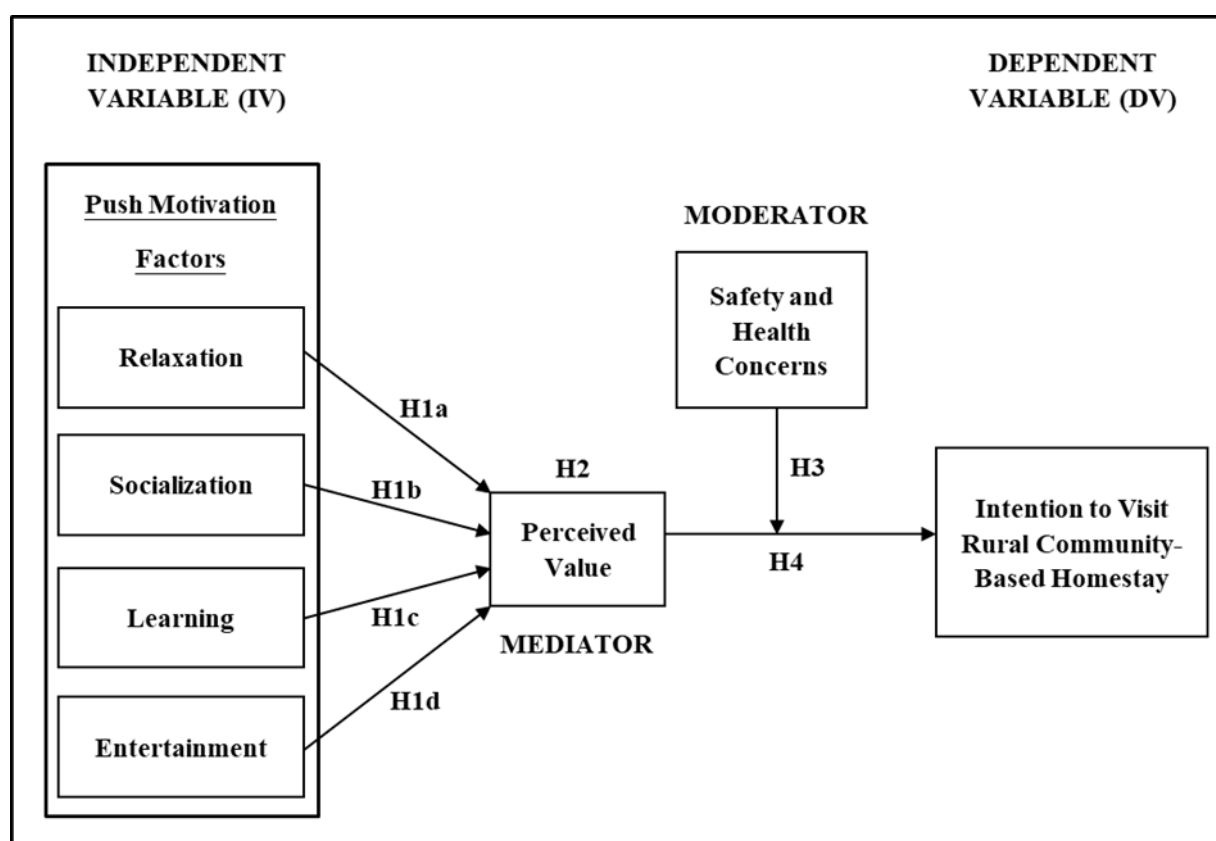 INDEPENDENT
VARIABLE (IV)
DEPENDENT
VARIABLE (DV)
Push Motivation
Factors
Relaxation
Socialization
Learning
Entertainment
H1a
H1b
H1c
H1d
H2
Perceived
Value
MEDIATOR
MODERATOR
Safety and
Health
Concerns
H3
H4
Intention to Visit
Rural Community-
Based Homestay